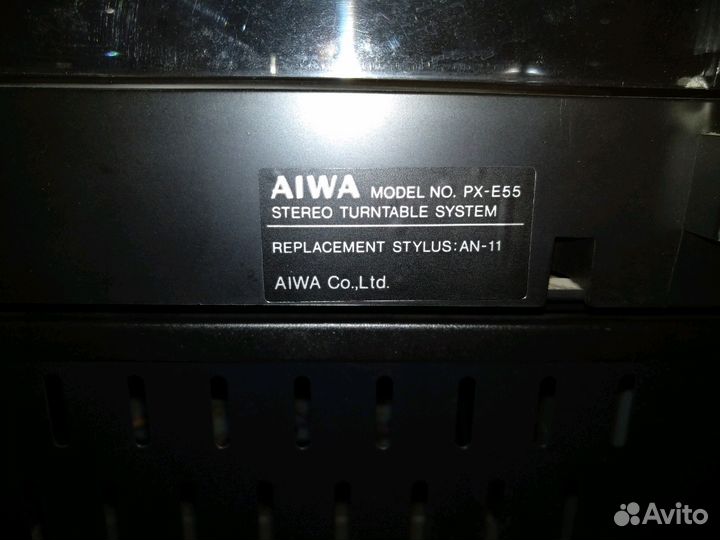 AIWA MODEL NO. PX-E55
STEREO TURNTABLE SYSTEM
REPLACEMENT STYLUS: AN-11
AIWA Co.,Ltd.
Avito